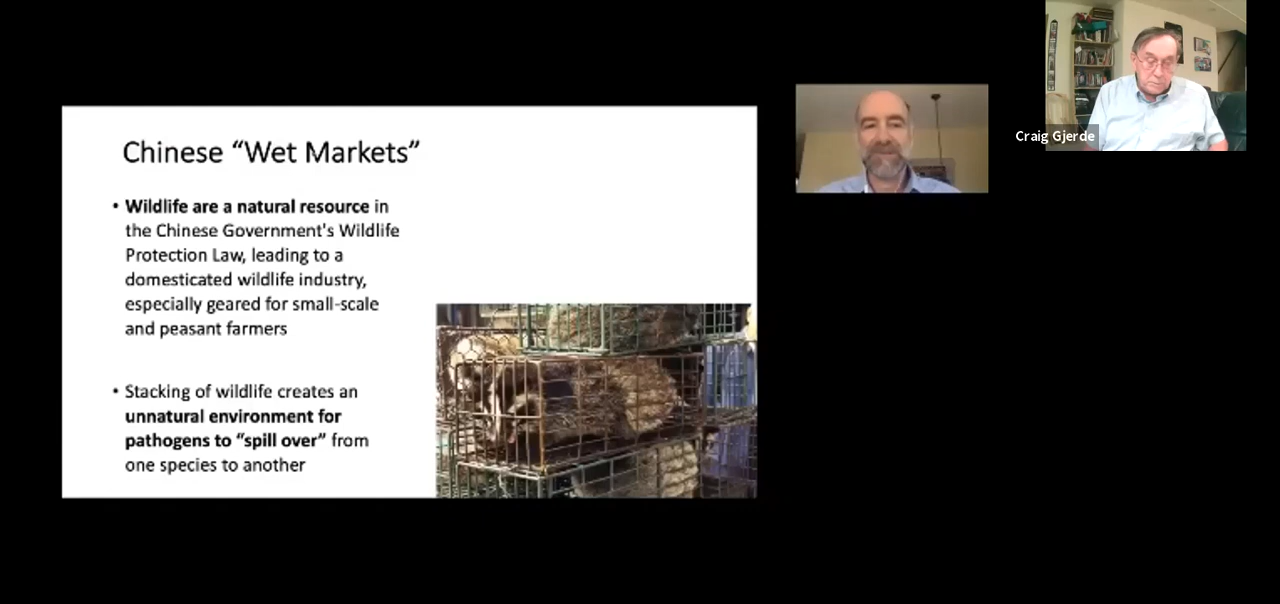 Chinese “Wet Markets”
• Wildlife are a natural resource in
the Chinese Government's Wildlife
Protection Law, leading to a
domesticated wildlife industry,
especially geared for small-scale
and peasant farmers
• Stacking of wildlife creates an
unnatural environment for
pathogens to “spill over” from
one species to another
Craig Gjerde